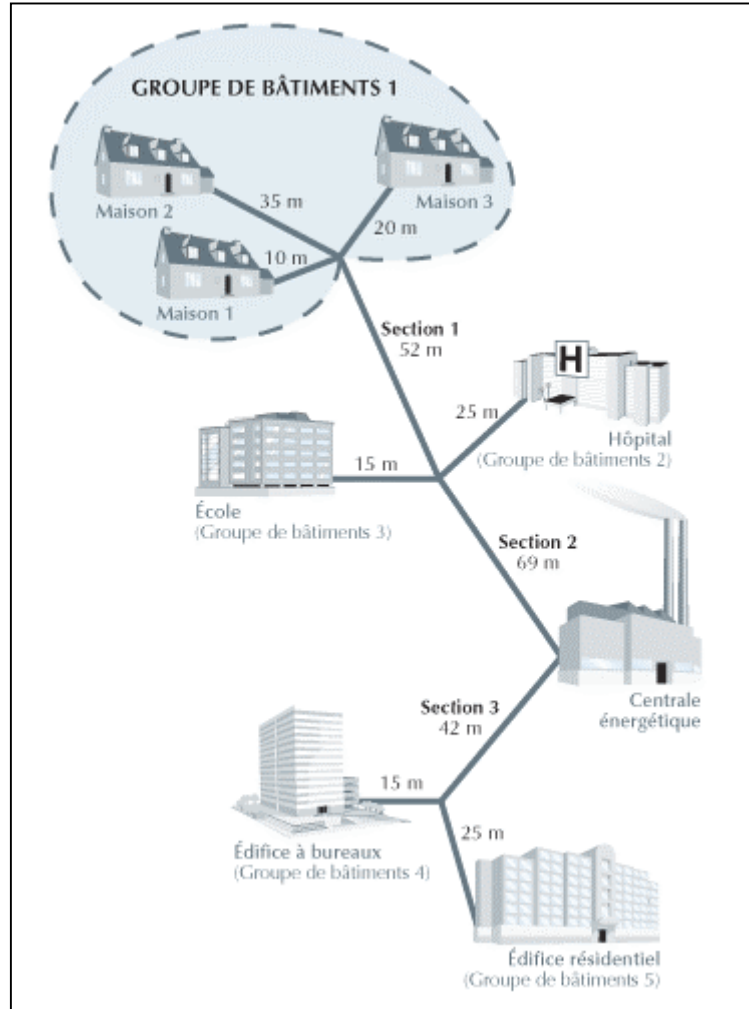 GROUPE DE BÂTIMENTS 1
Maison 2
35 m
Maison 3
20 m
10 m
Maison 1
Section 1
52 m
H
25 m
Hôpital
(Groupe de bâtiments 2)
15 m
École
(Groupe de bâtiments 3)
Section 2
69 m
Centrale
énergétique
Section 3
42 m
15 m
Édifice à bureaux
(Groupe de bâtiments 4)
25 m
Édifice résidentiel
(Groupe de bâtiments 5)